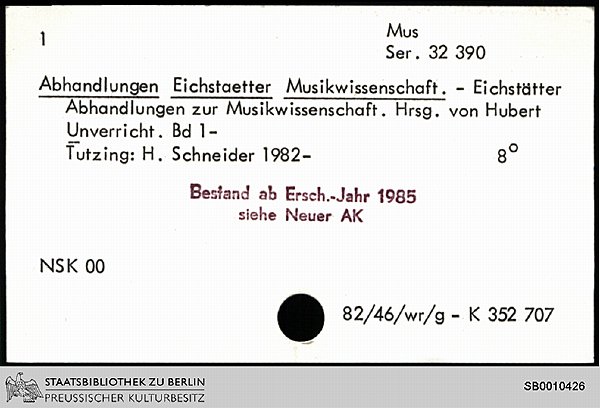 1
Mus
Ser. 32 390
Abhandlungen Eichstaetter Musikwissenschaft. - Eichstätter
Abhandlungen zur Musikwissenschaft. Hrsg. von Hubert
Unverricht. Bd 1-
Tutzing: H. Schneider 1982- 8°
Bestand ab Ersch.-Jahr 1985
siehe Neuer AK
NSK 00
82/46/wr/g - K 352 707
STAATSBIBLIOTHEK ZU BERLIN
PREUSSISCHER KULTURBESITZ
SB0010426